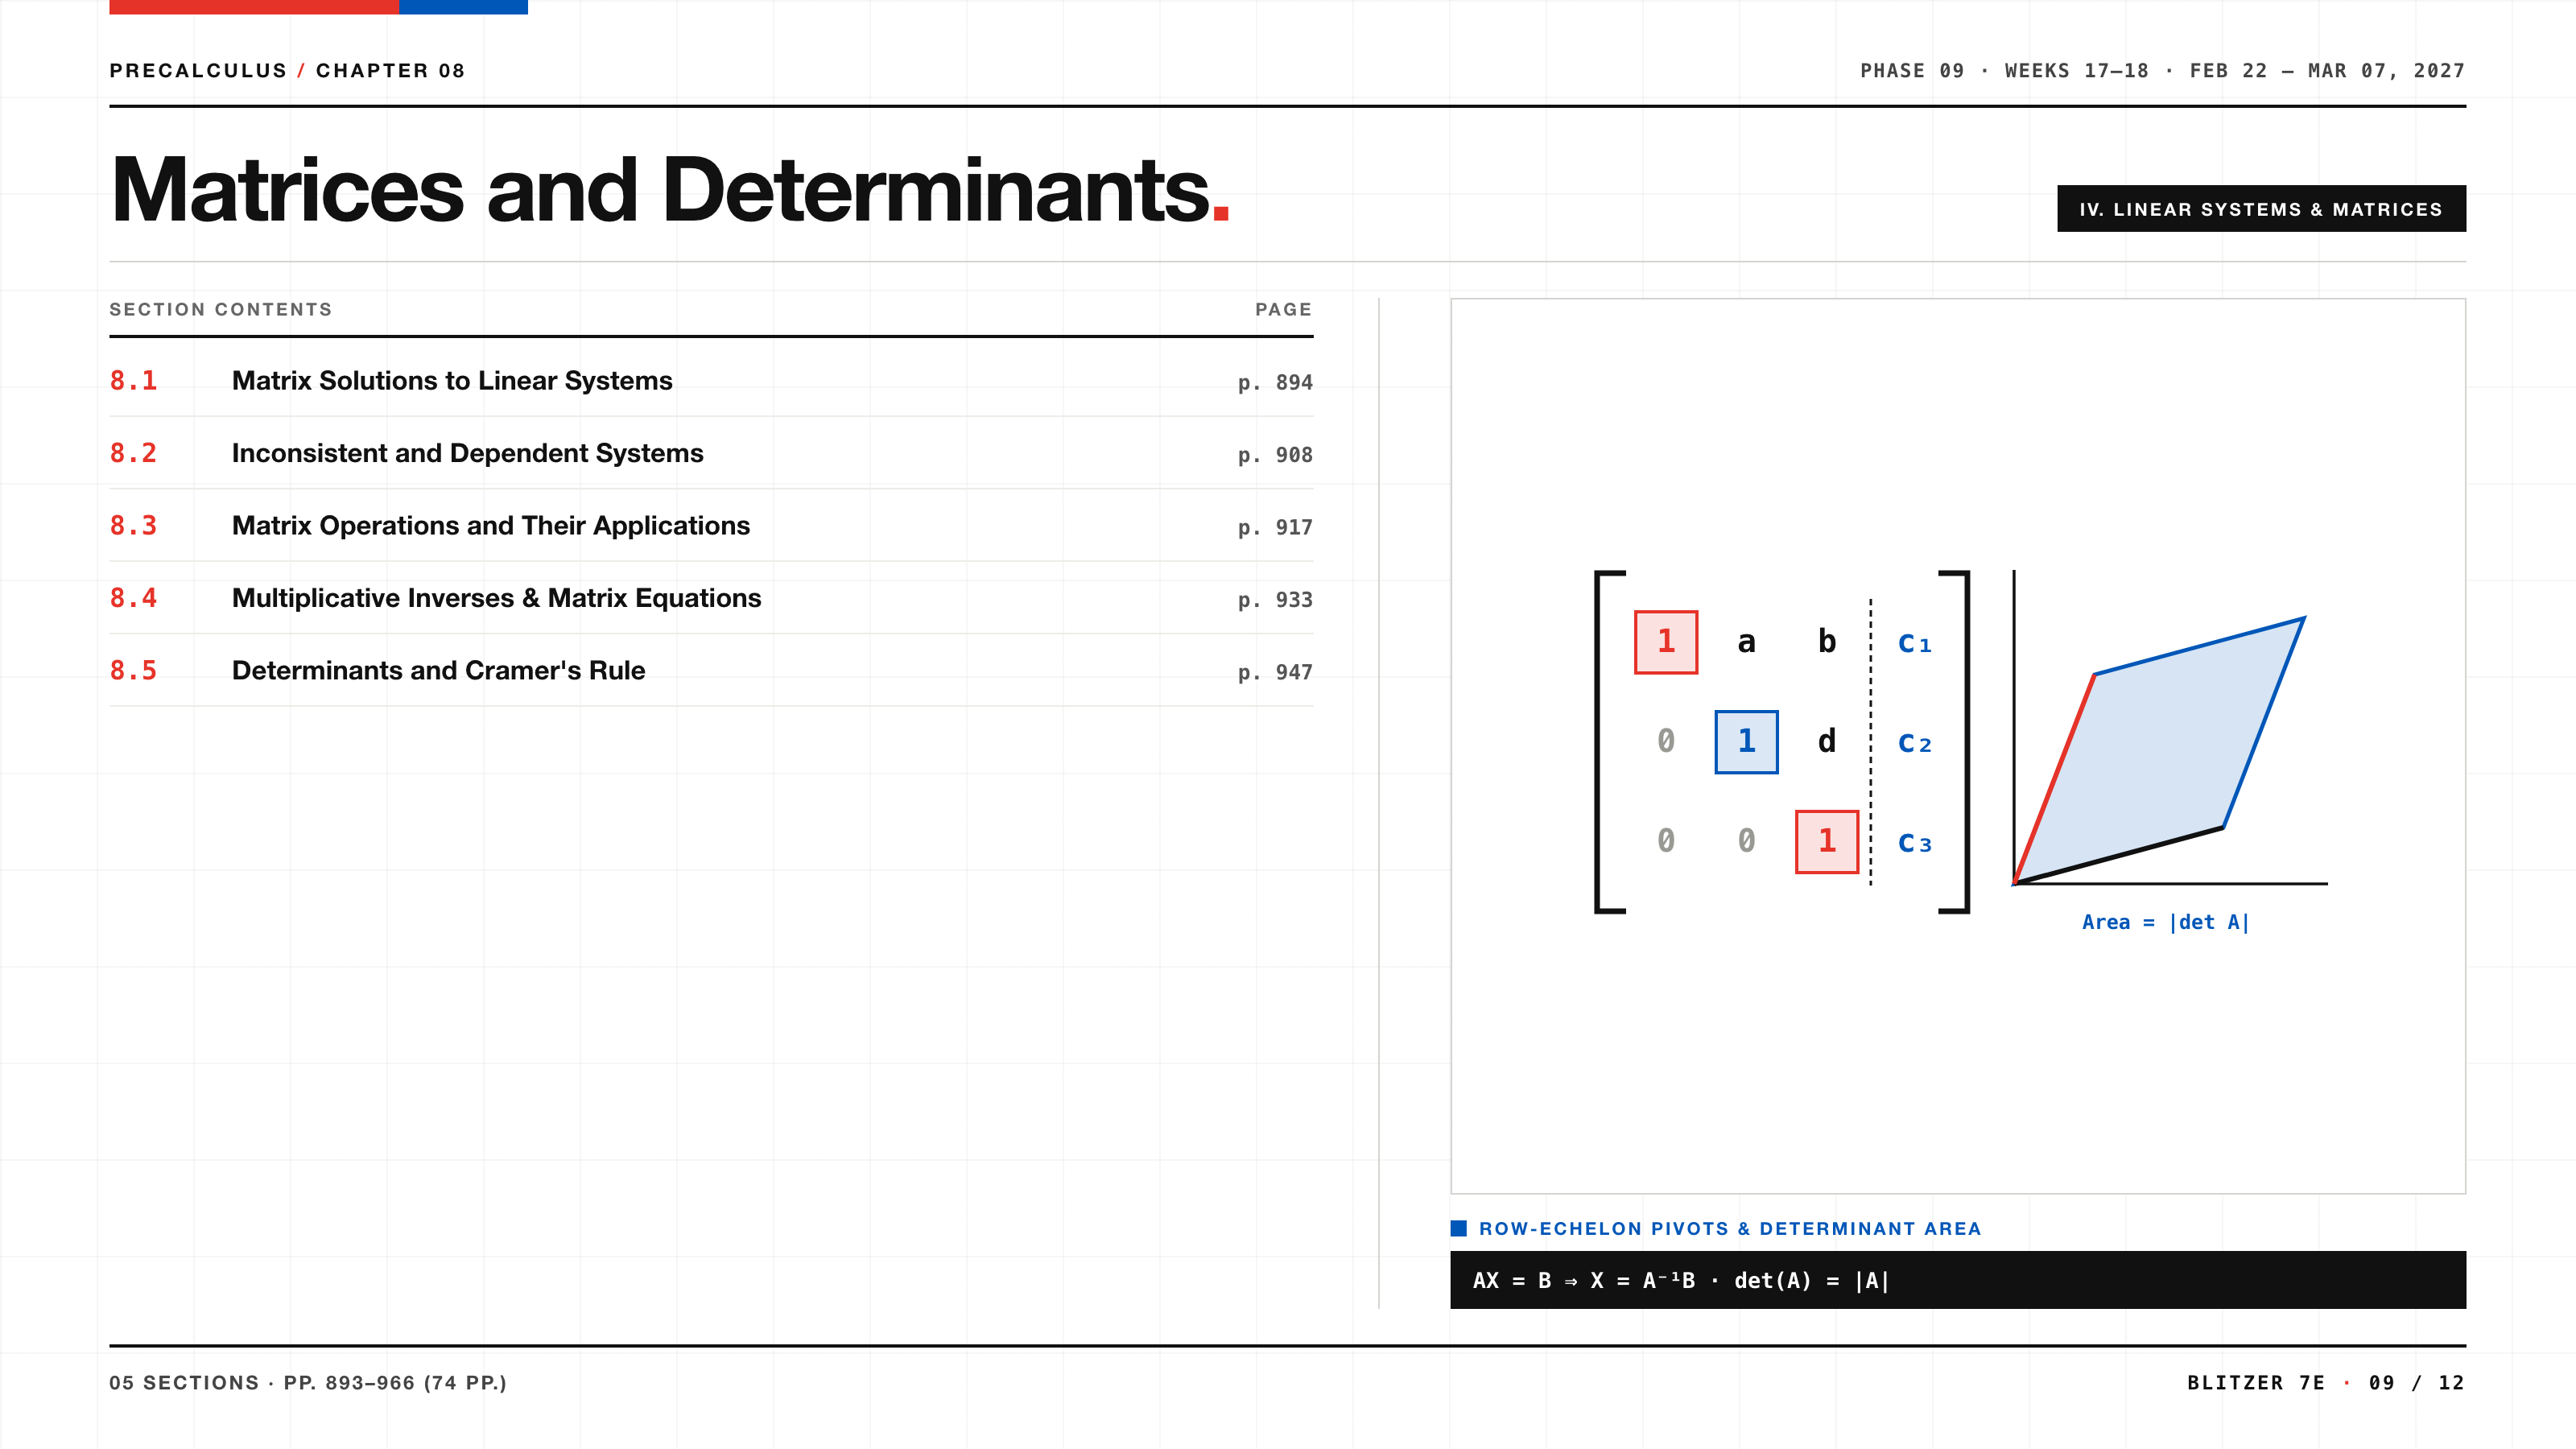 PRECALCULUS / CHAPTER 08
PHASE 09 · WEEKS 17–18 · FEB 22 – MAR 07, 2027
Matrices and Determinants.
IV. LINEAR SYSTEMS & MATRICES
SECTION CONTENTS PAGE
8.1 Matrix Solutions to Linear Systems p. 894
8.2 Inconsistent and Dependent Systems p. 908
8.3 Matrix Operations and Their Applications p. 917
8.4 Multiplicative Inverses & Matrix Equations p. 933
8.5 Determinants and Cramer's Rule p. 947
1 a b c₁
0 1 d c₂
0 0 1 c₃
Area = |det A|
ROW-ECHELON PIVOTS & DETERMINANT AREA
AX = B ⇒ X = A⁻¹B · det(A) = |A|
05 SECTIONS · PP. 893–966 (74 PP.)
BLITZER 7E · 09 / 12